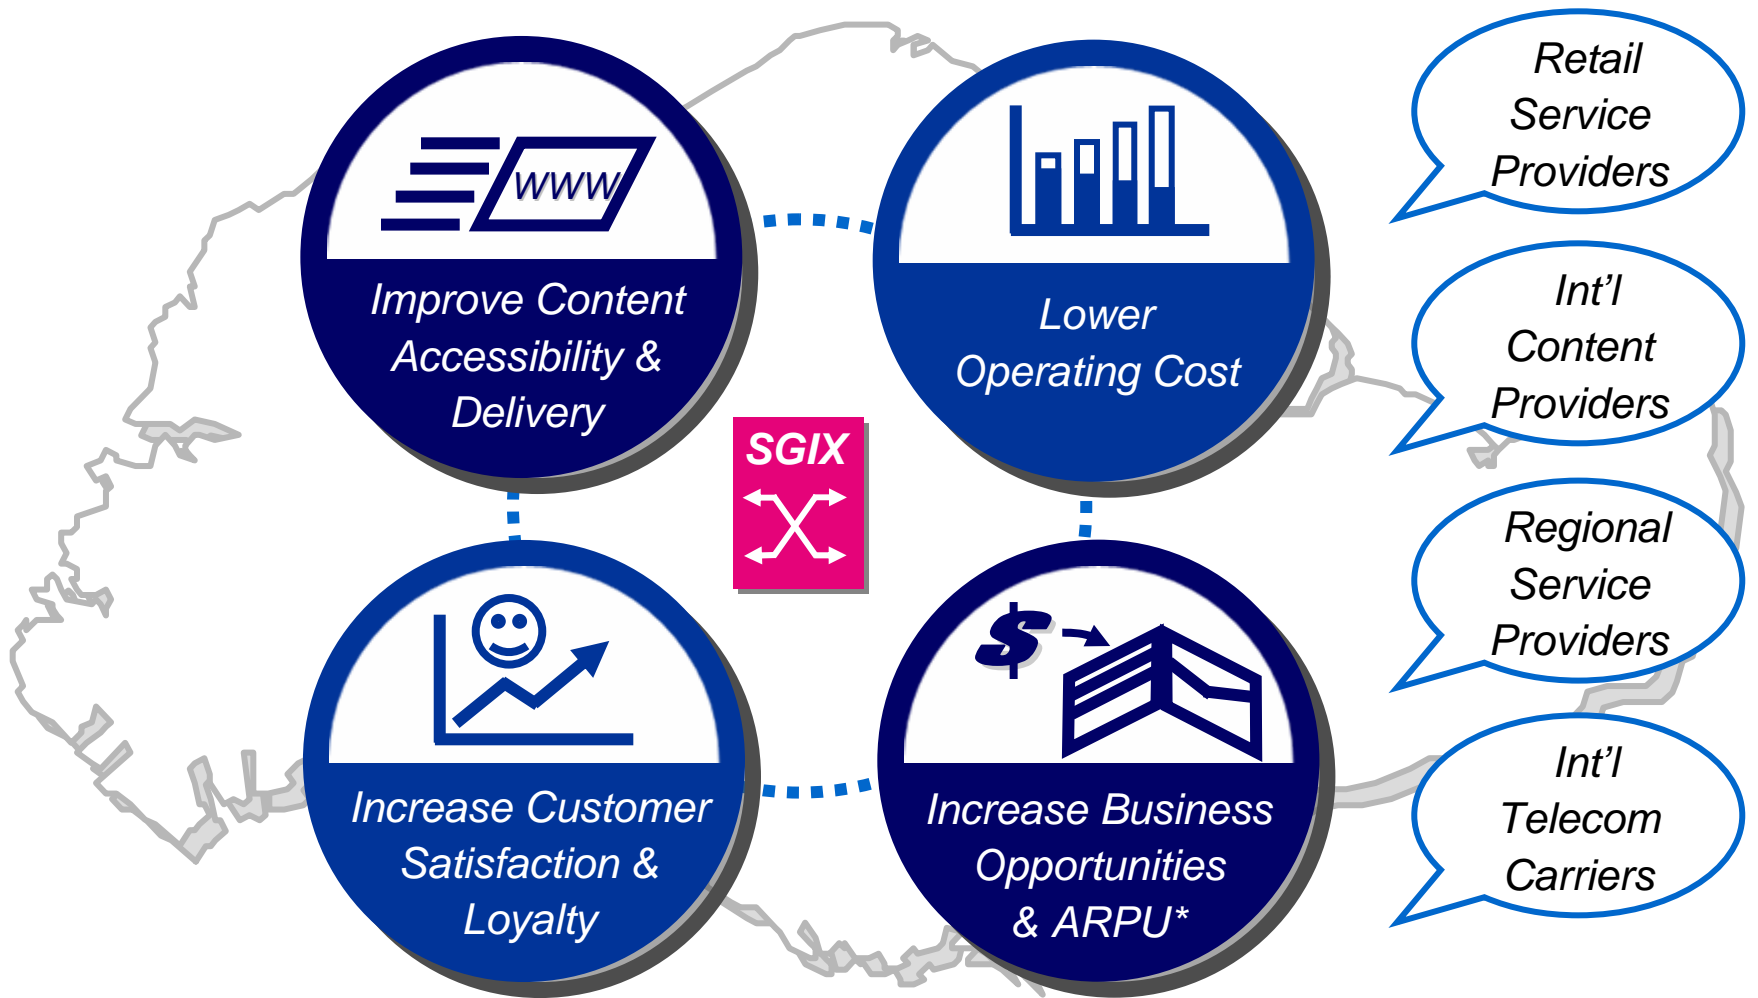 WWW
Improve Content
Accessibility &
Delivery
Lower
Operating Cost
SGIX
$
Increase Customer
Satisfaction &
Loyalty
Increase Business
Opportunities
& ARPU*
Retail
Service
Providers
Int’l
Content
Providers
Regional
Service
Providers
Int’l
Telecom
Carriers